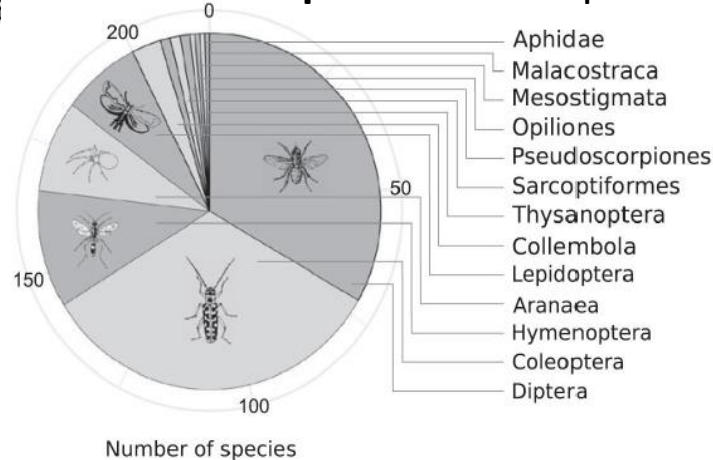 0
200
50
150
100
Aphidae
Malacostraca
Mesostigmata
Opiliones
Pseudoscorpiones
Sarcoptiformes
Thysanoptera
Collembola
Lepidoptera
Aranaea
Hymenoptera
Coleoptera
Diptera
Number of species